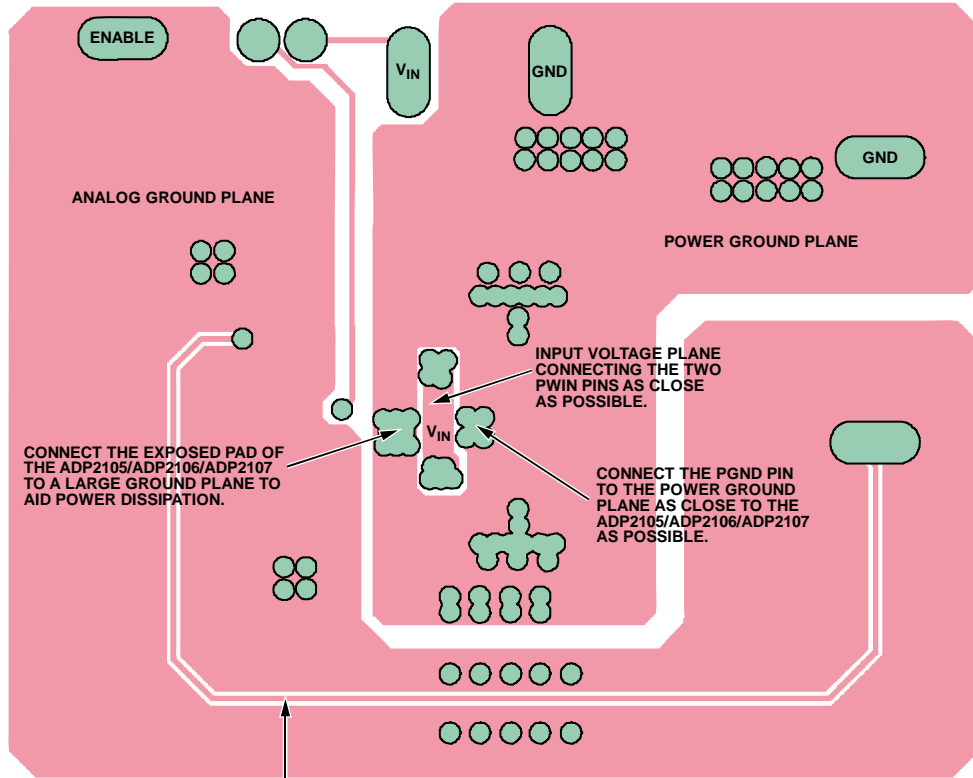 ENABLE
VIN
GND
GND
ANALOG GROUND PLANE
POWER GROUND PLANE
INPUT VOLTAGE PLANE
CONNECTING THE TWO
PWIN PINS AS CLOSE
AS POSSIBLE.
VIN
CONNECT THE EXPOSED PAD OF
THE ADP2105/ADP2106/ADP2107
TO A LARGE GROUND PLANE TO
AID POWER DISSIPATION.
CONNECT THE PGND PIN
TO THE POWER GROUND
PLANE AS CLOSE TO THE
ADP2105/ADP2106/ADP2107
AS POSSIBLE.